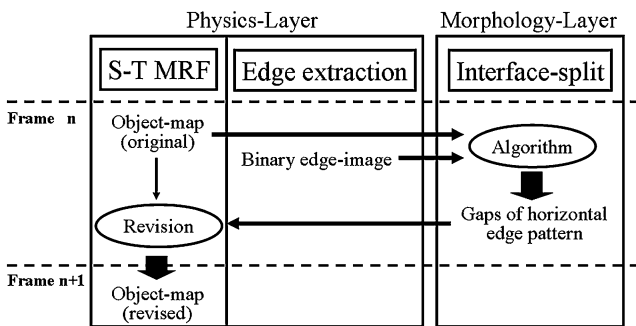 Physics-Layer
Morphology-Layer
S-T MRF
Edge extraction
Interface-split
Frame n
Object-map
(original)
Binary edge-image
Algorithm
Revision
Gaps of horizontal
edge pattern
Frame n+1
Object-map
(revised)